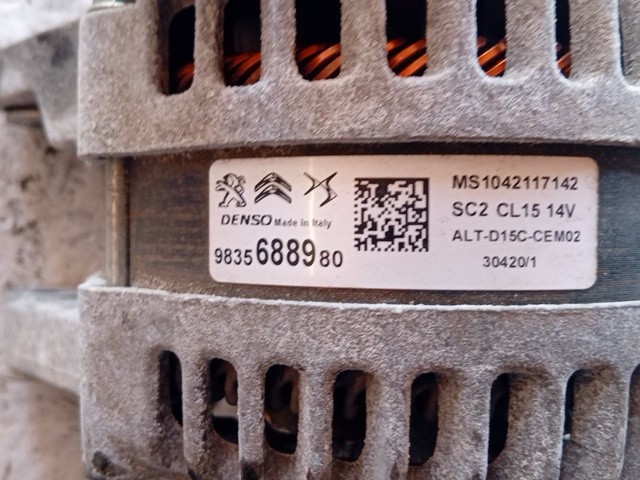 DENSO Made in Italy
9835688980
MS1042117142
SC2 CL15 14V
ALT-D15C-CEM02
30420/1